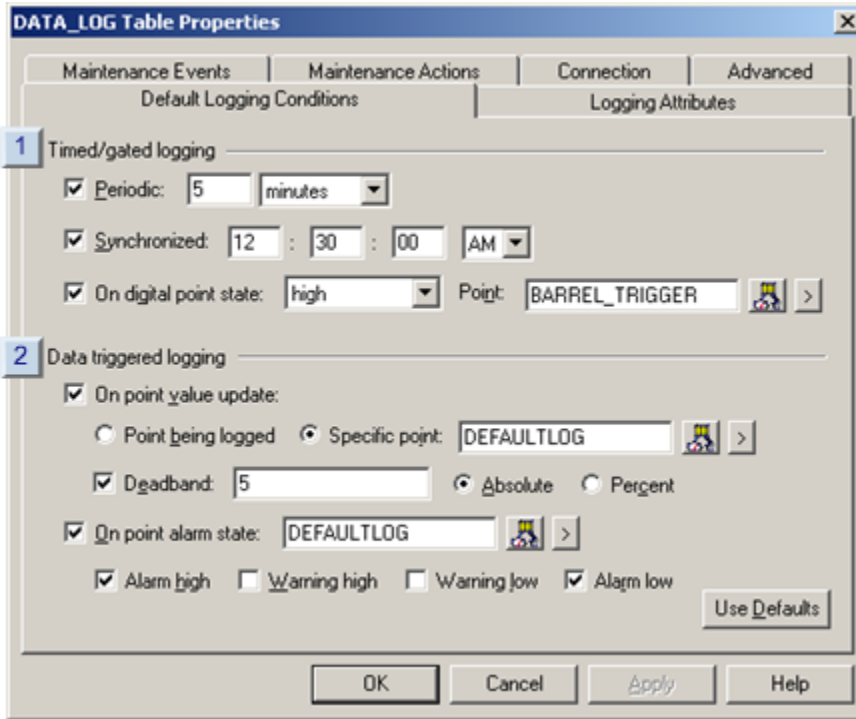 DATA_LOG Table Properties
Maintenance Events Maintenance Actions Connection Advanced
Default Logging Conditions Logging Attributes
1 Timed/gated logging
Periodic: 5 minutes
Synchronized: 12 : 30 : 00 AM
On digital point state: high Point: BARREL_TRIGGER >
2 Data triggered logging
On point value update:
Point being logged Specific point: DEFAULTLOG >
Deadband: 5 Absolute Percent
On point alarm state: DEFAULTLOG >
Alarm high Warning high Warning low Alarm low
Use Defaults
OK Cancel Apply Help